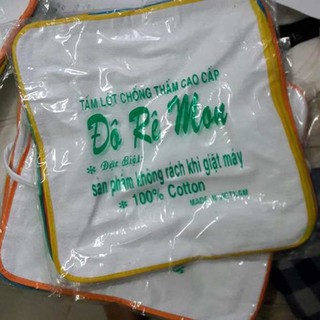 TẤM LÓT CHỐNG THẤM CAO CẤP
Đô Rê Mon
* Đặc Biệt
sản phẩm không rách khi giặt máy
* 100% Cotton
MADE IN VIETNAM